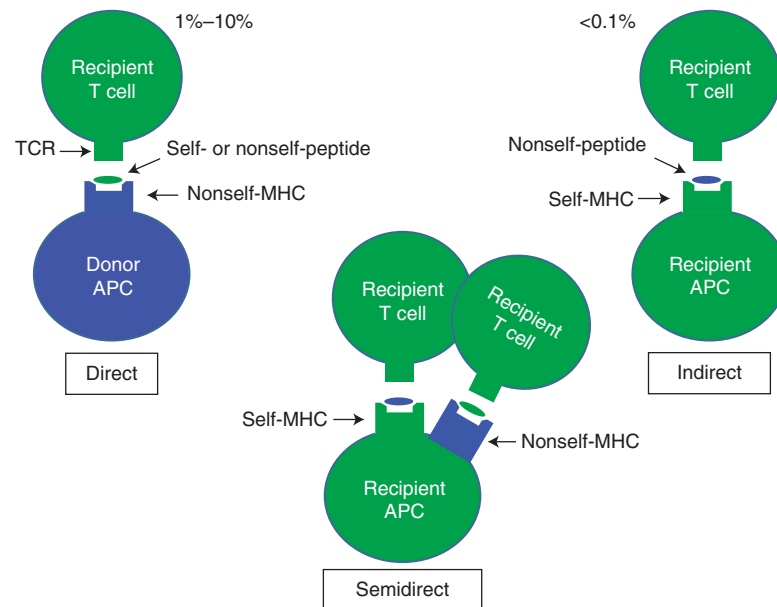 1%–10%
Recipient
T cell
TCR
Self- or nonself-peptide
Nonself-MHC
Donor
APC
Direct
<0.1%
Recipient
T cell
Nonself-peptide
Self-MHC
Recipient
APC
Indirect
Recipient
T cell
Recipient
T cell
Self-MHC
Nonself-MHC
Recipient
APC
Semidirect